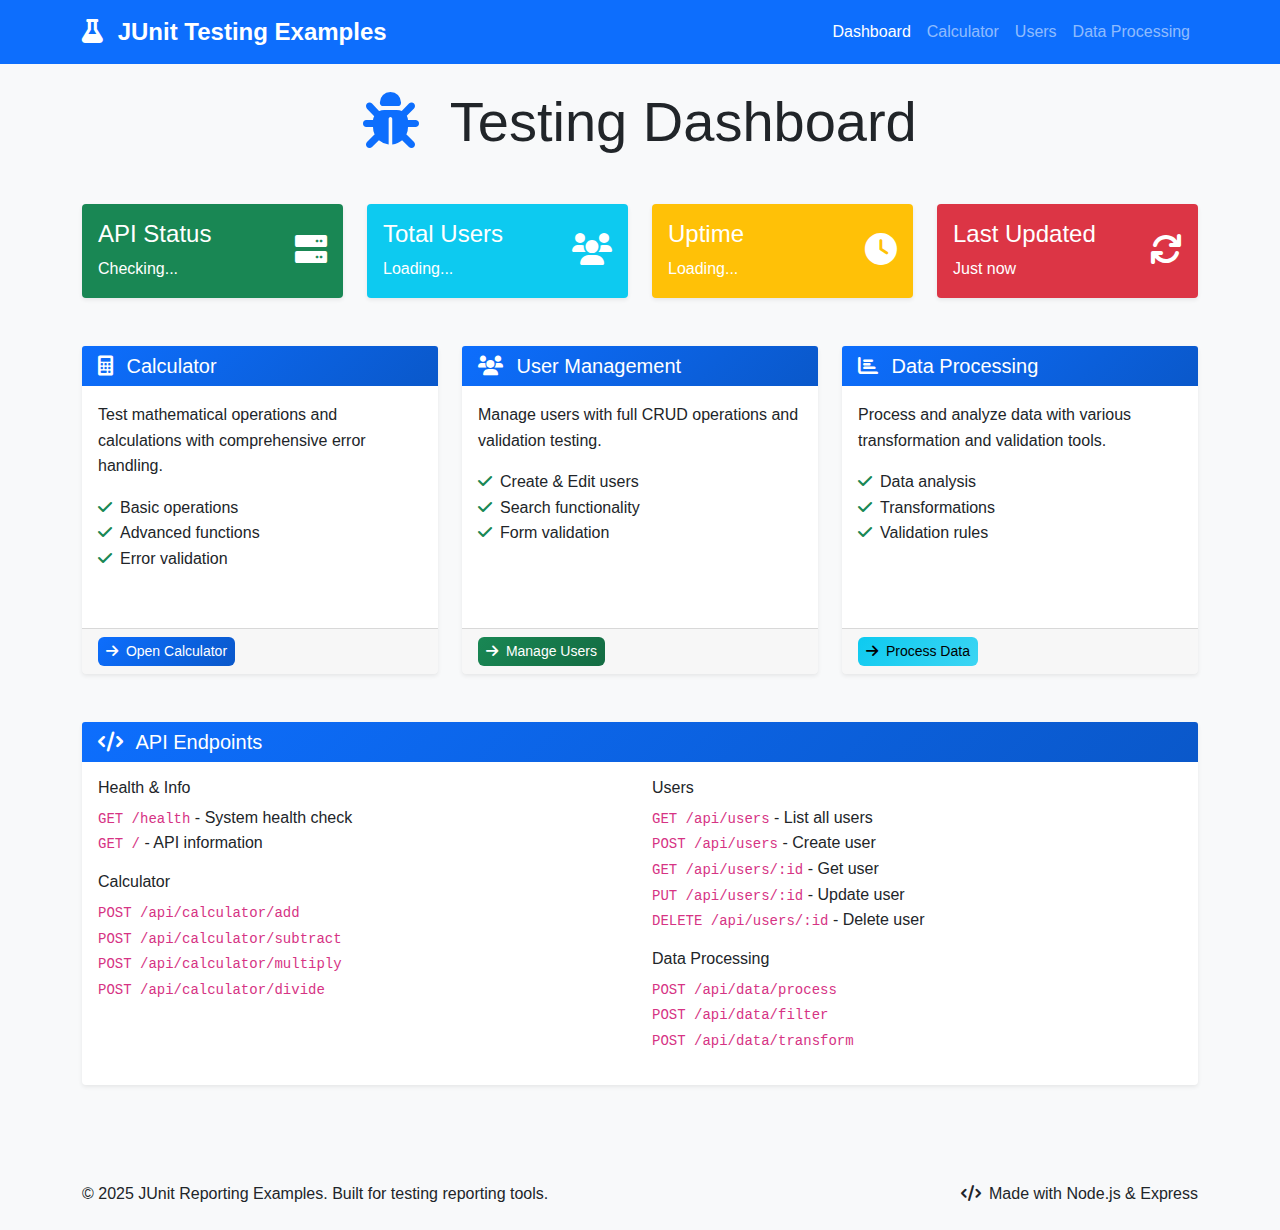 JUnit Testing Examples
Dashboard Calculator Users Data Processing
Testing Dashboard
API Status
Checking...
Total Users
Loading...
Uptime
Loading...
Last Updated
Just now
Calculator
Test mathematical operations and
calculations with comprehensive error
handling.
Basic operations
Advanced functions
Error validation
Open Calculator
User Management
Manage users with full CRUD operations and
validation testing.
Create & Edit users
Search functionality
Form validation
Manage Users
Data Processing
Process and analyze data with various
transformation and validation tools.
Data analysis
Transformations
Validation rules
Process Data
API Endpoints
Health & Info
GET /health - System health check
GET / - API information
Calculator
POST /api/calculator/add
POST /api/calculator/subtract
POST /api/calculator/multiply
POST /api/calculator/divide
Users
GET /api/users - List all users
POST /api/users - Create user
GET /api/users/:id - Get user
PUT /api/users/:id - Update user
DELETE /api/users/:id - Delete user
Data Processing
POST /api/data/process
POST /api/data/filter
POST /api/data/transform
© 2025 JUnit Reporting Examples. Built for testing reporting tools.
Made with Node.js & Express